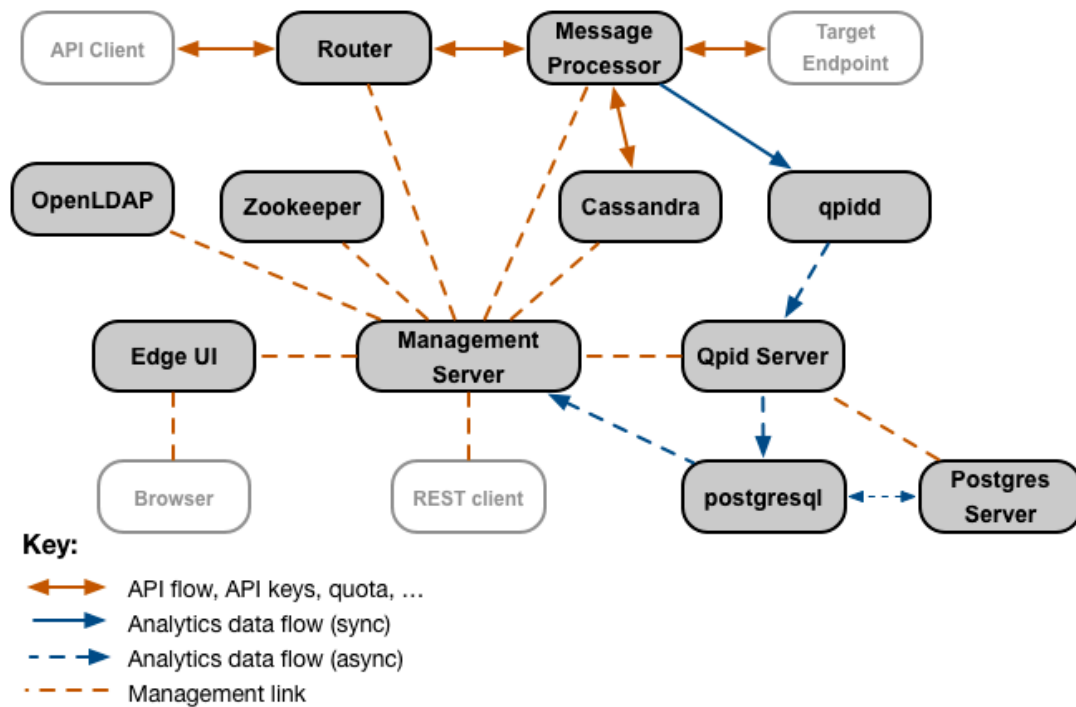 API Client
Router
Message
Processor
Target
Endpoint
OpenLDAP
Zookeeper
Cassandra
qpidd
Edge UI
Management
Server
Qpid Server
Browser
REST client
postgresql
Postgres
Server
Key:
API flow, API keys, quota, …
Analytics data flow (sync)
Analytics data flow (async)
Management link